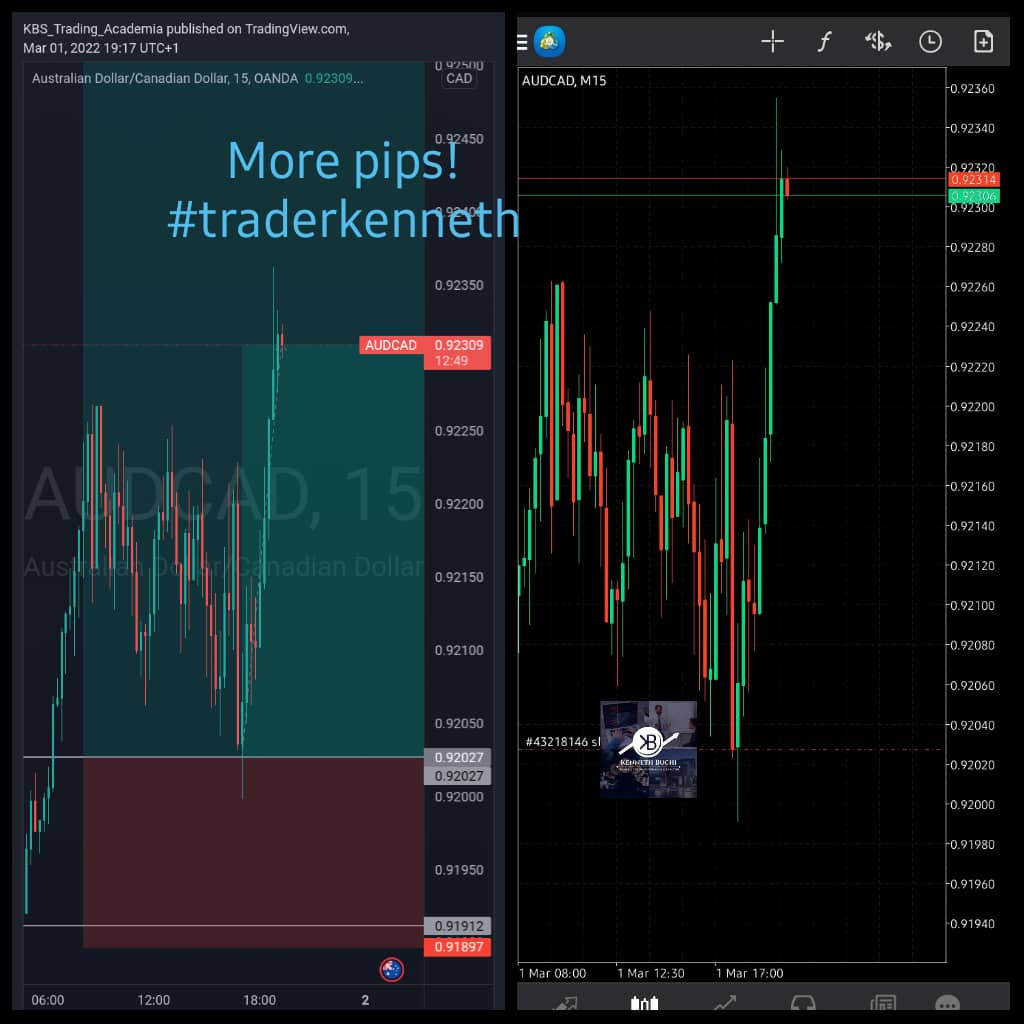 KBS_Trading_Academia published on TradingView.com,
Mar 01, 2022 19:17 UTC+1
Australian Dollar/Canadian Dollar, 15, OANDA 0.92309...
0.92500
CAD
0.92450
More pips!
0.92400
#traderkenneth
0.92350
AUDCAD 0.92309
12:49
0.92250
AUDCAD, 15
0.92200
Australian Dollar/Canadian Dollar
0.92150
0.92100
0.92050
0.92027
0.92027
0.92000
0.91950
0.91912
0.91897
06:00 12:00 18:00 2
AUDCAD, M15
0.92360
0.92340
0.92320
0.92314
0.92306
0.92300
0.92280
0.92260
0.92240
0.92220
0.92200
0.92180
0.92160
0.92140
0.92120
0.92100
0.92080
0.92060
0.92040
#43218146 sl
KB
KENNETH BUCHI
0.92020
0.92000
0.91980
0.91960
0.91940
1 Mar 08:00 1 Mar 12:30 1 Mar 17:00